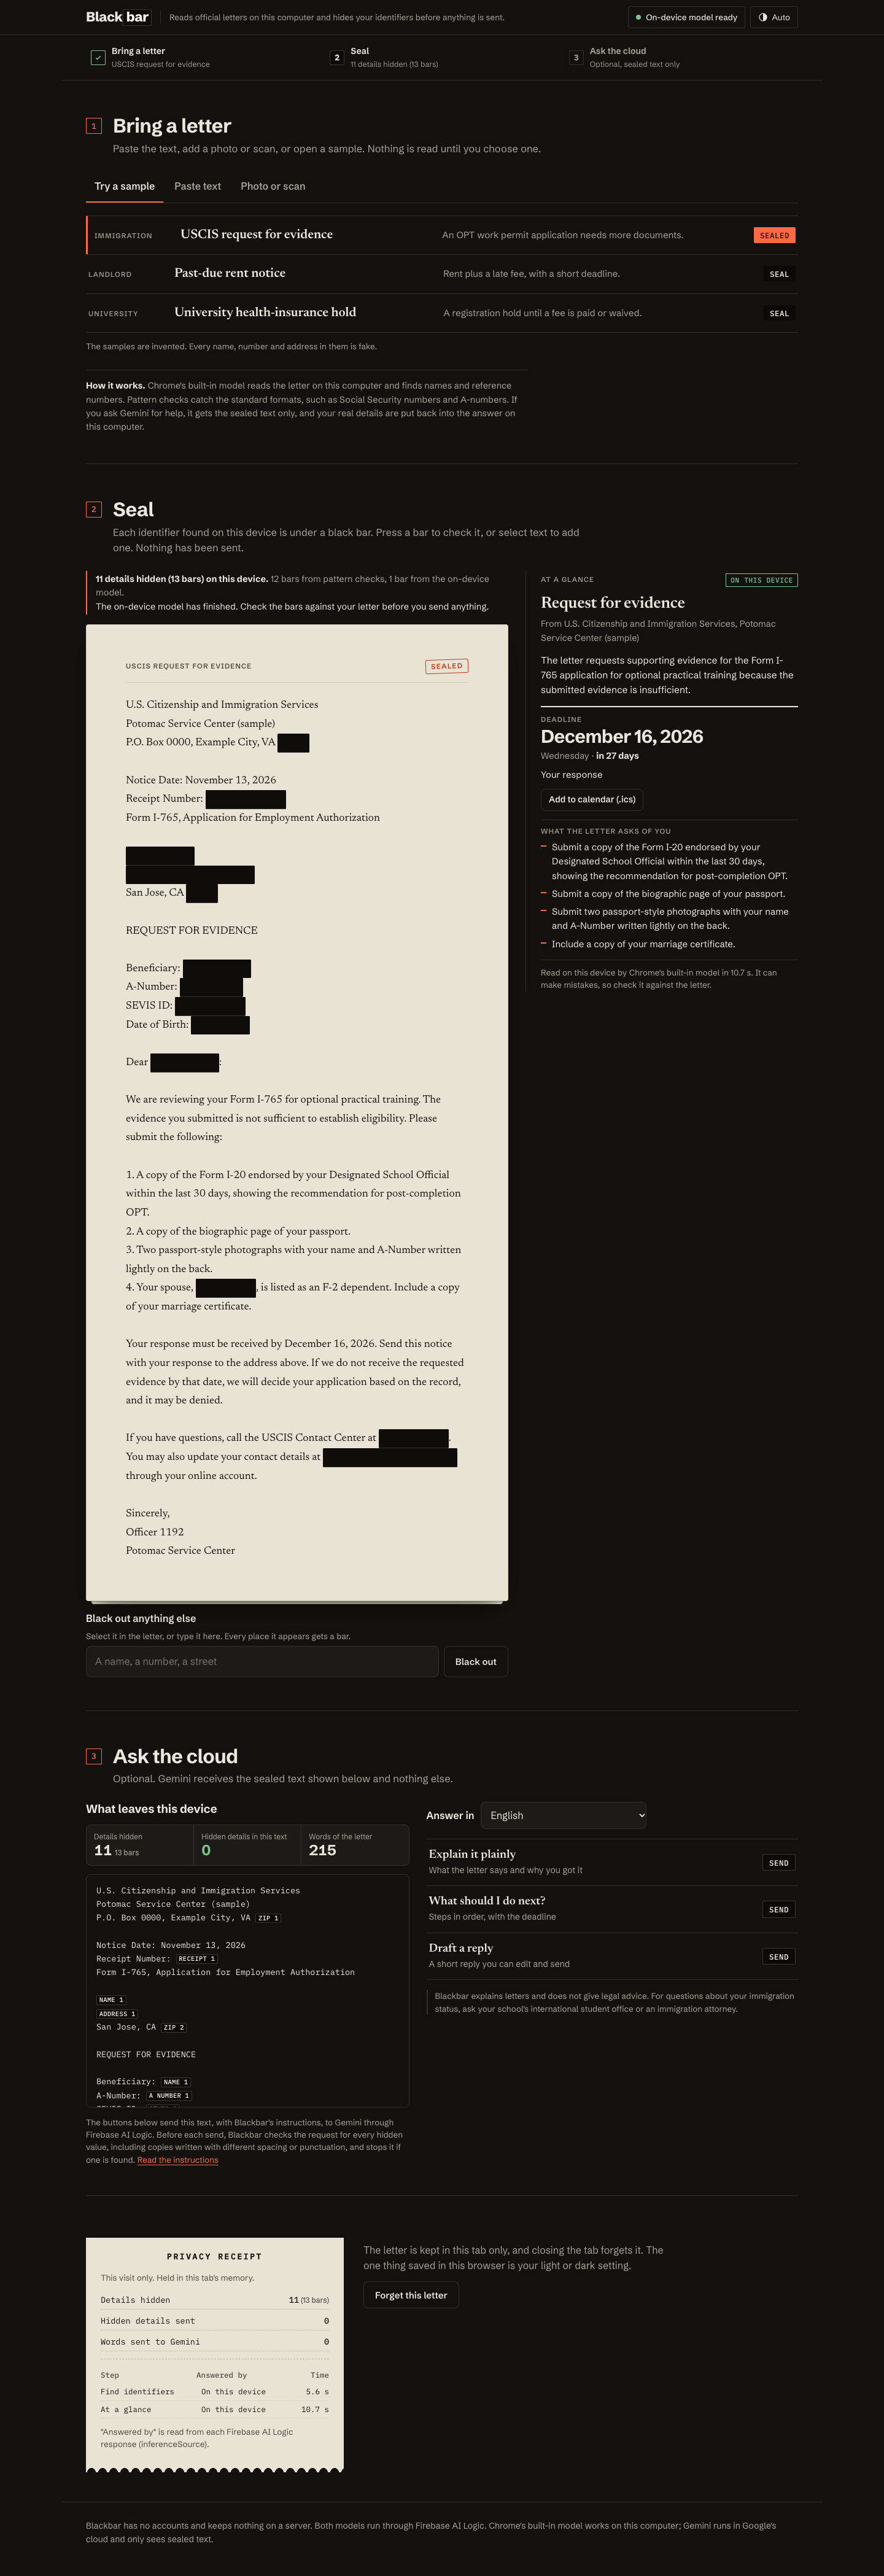 Black bar
Reads official letters on this computer and hides your identifiers before anything is sent.
On-device model ready
Auto
Bring a letter
USCIS request for evidence
2
Seal
11 details hidden (13 bars)
3
Ask the cloud
Optional, sealed text only
1
Bring a letter
Paste the text, add a photo or scan, or open a sample. Nothing is read until you choose one.
Try a sample
Paste text
Photo or scan
IMMIGRATION
USCIS request for evidence
An OPT work permit application needs more documents.
SEALED
LANDLORD
Past-due rent notice
Rent plus a late fee, with a short deadline.
SEAL
UNIVERSITY
University health-insurance hold
A registration hold until a fee is paid or waived.
SEAL
The samples are invented. Every name, number and address in them is fake.
How it works. Chrome's built-in model reads the letter on this computer and finds names and reference
numbers. Pattern checks catch the standard formats, such as Social Security numbers and A-numbers. If
you ask Gemini for help, it gets the sealed text only, and your real details are put back into the answer on
this computer.
2
Seal
Each identifier found on this device is under a black bar. Press a bar to check it, or select text to add
one. Nothing has been sent.
11 details hidden (13 bars) on this device. 12 bars from pattern checks, 1 bar from the on-device
model.
The on-device model has finished. Check the bars against your letter before you send anything.
USCIS REQUEST FOR EVIDENCE
SEALED
U.S. Citizenship and Immigration Services
Potomac Service Center (sample)
P.O. Box 0000, Example City, VA
Notice Date: November 13, 2026
Receipt Number:
Form I-765, Application for Employment Authorization
San Jose, CA
REQUEST FOR EVIDENCE
Beneficiary:
A-Number:
SEVIS ID:
Date of Birth:
Dear :
We are reviewing your Form I-765 for optional practical training. The
evidence you submitted is not sufficient to establish eligibility. Please
submit the following:
1. A copy of the Form I-20 endorsed by your Designated School Official
within the last 30 days, showing the recommendation for post-completion
OPT.
2. A copy of the biographic page of your passport.
3. Two passport-style photographs with your name and A-Number written
lightly on the back.
4. Your spouse, , is listed as an F-2 dependent. Include a copy
of your marriage certificate.
Your response must be received by December 16, 2026. Send this notice
with your response to the address above. If we do not receive the requested
evidence by that date, we will decide your application based on the record,
and it may be denied.
If you have questions, call the USCIS Contact Center at .
You may also update your contact details at
through your online account.
Sincerely,
Officer 1192
Potomac Service Center
Black out anything else
Select it in the letter, or type it here. Every place it appears gets a bar.
A name, a number, a street
Black out
AT A GLANCE
ON THIS DEVICE
Request for evidence
From U.S. Citizenship and Immigration Services, Potomac
Service Center (sample)
The letter requests supporting evidence for the Form I-
765 application for optional practical training because the
submitted evidence is insufficient.
DEADLINE
December 16, 2026
Wednesday · in 27 days
Your response
Add to calendar (.ics)
WHAT THE LETTER ASKS OF YOU
Submit a copy of the Form I-20 endorsed by your
Designated School Official within the last 30 days,
showing the recommendation for post-completion OPT.
Submit a copy of the biographic page of your passport.
Submit two passport-style photographs with your name
and A-Number written lightly on the back.
Include a copy of your marriage certificate.
Read on this device by Chrome's built-in model in 10.7 s. It can
make mistakes, so check it against the letter.
3
Ask the cloud
Optional. Gemini receives the sealed text shown below and nothing else.
What leaves this device
Details hidden
11 13 bars
Hidden details in this text
0
Words of the letter
215
U.S. Citizenship and Immigration Services
Potomac Service Center (sample)
P.O. Box 0000, Example City, VA ZIP 1
Notice Date: November 13, 2026
Receipt Number: RECEIPT 1
Form I-765, Application for Employment Authorization
NAME 1
ADDRESS 1
San Jose, CA ZIP 2
REQUEST FOR EVIDENCE
Beneficiary: NAME 1
A-Number: A NUMBER 1
The buttons below send this text, with Blackbar's instructions, to Gemini through
Firebase AI Logic. Before each send, Blackbar checks the request for every hidden
value, including copies written with different spacing or punctuation, and stops it if
one is found. Read the instructions
Answer in
English
Explain it plainly
What the letter says and why you got it
SEND
What should I do next?
Steps in order, with the deadline
SEND
Draft a reply
A short reply you can edit and send
SEND
Blackbar explains letters and does not give legal advice. For questions about your immigration
status, ask your school's international student office or an immigration attorney.
PRIVACY RECEIPT
This visit only. Held in this tab's memory.
Details hidden 11 (13 bars)
Hidden details sent 0
Words sent to Gemini 0
Step Answered by Time
Find identifiers On this device 5.6 s
At a glance On this device 10.7 s
"Answered by" is read from each Firebase AI Logic
response (inferenceSource).
The letter is kept in this tab only, and closing the tab forgets it. The
one thing saved in this browser is your light or dark setting.
Forget this letter
Blackbar has no accounts and keeps nothing on a server. Both models run through Firebase AI Logic. Chrome's built-in model works on this computer; Gemini runs in Google's
cloud and only sees sealed text.